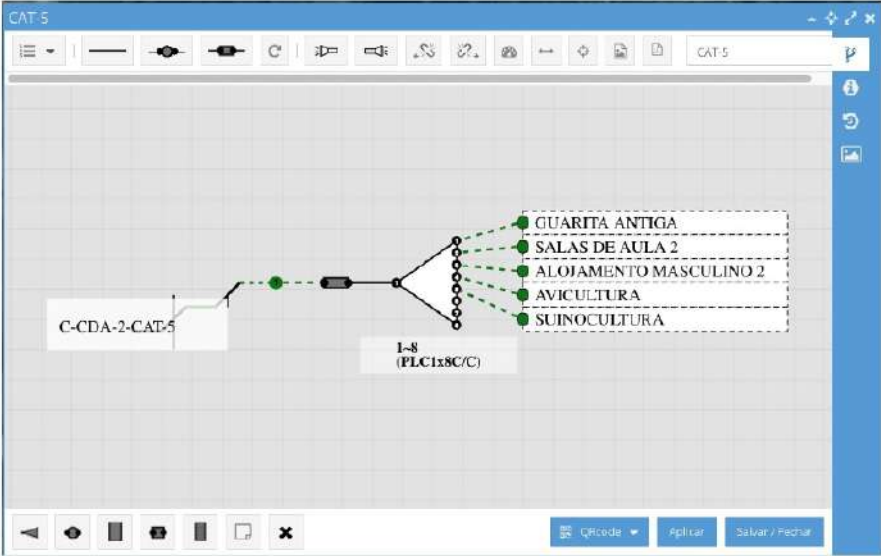 CAT-5
CAT-5
GUARITA ANTIGA
SALAS DE AULA 2
ALOJAMENTO MASCULINO 2
AVICULTURA
SUINOCULTURA
C-CDA-2-CAT-5
1~8
(PLC1x8C/C)
QRcode
Aplicar
Salvar / Fechar